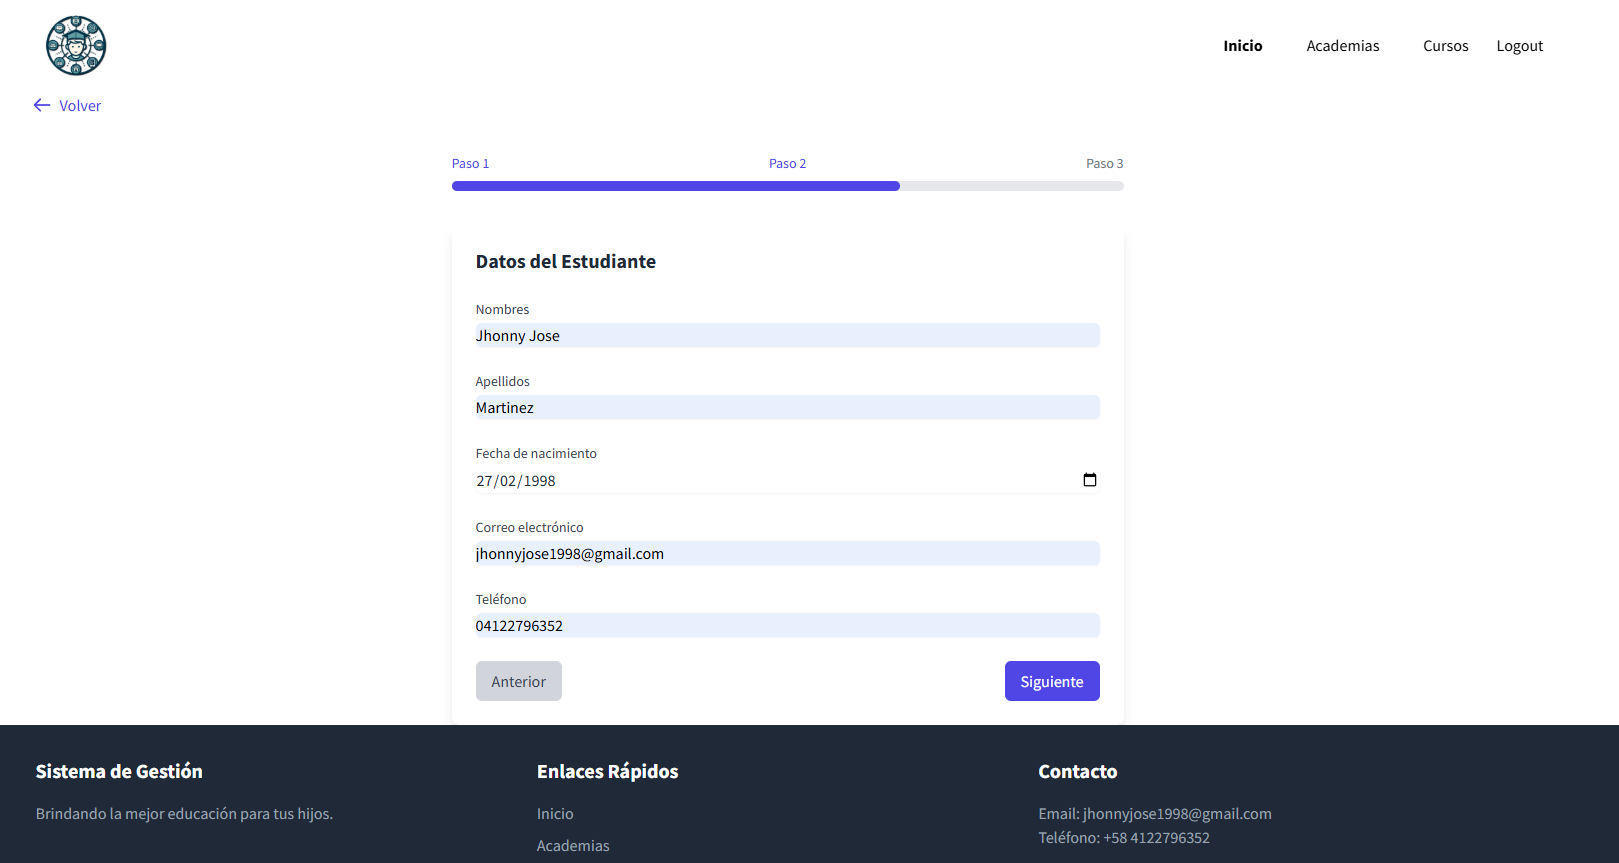 Inicio Academias Cursos Logout
Volver
Paso 1 Paso 2 Paso 3
Datos del Estudiante
Nombres
Jhonny Jose
Apellidos
Martinez
Fecha de nacimiento
27/02/1998
Correo electrónico
jhonnyjose1998@gmail.com
Teléfono
04122796352
Anterior Siguiente
Sistema de Gestión
Brindando la mejor educación para tus hijos.
Enlaces Rápidos
Inicio
Academias
Contacto
Email: jhonnyjose1998@gmail.com
Teléfono: +58 4122796352